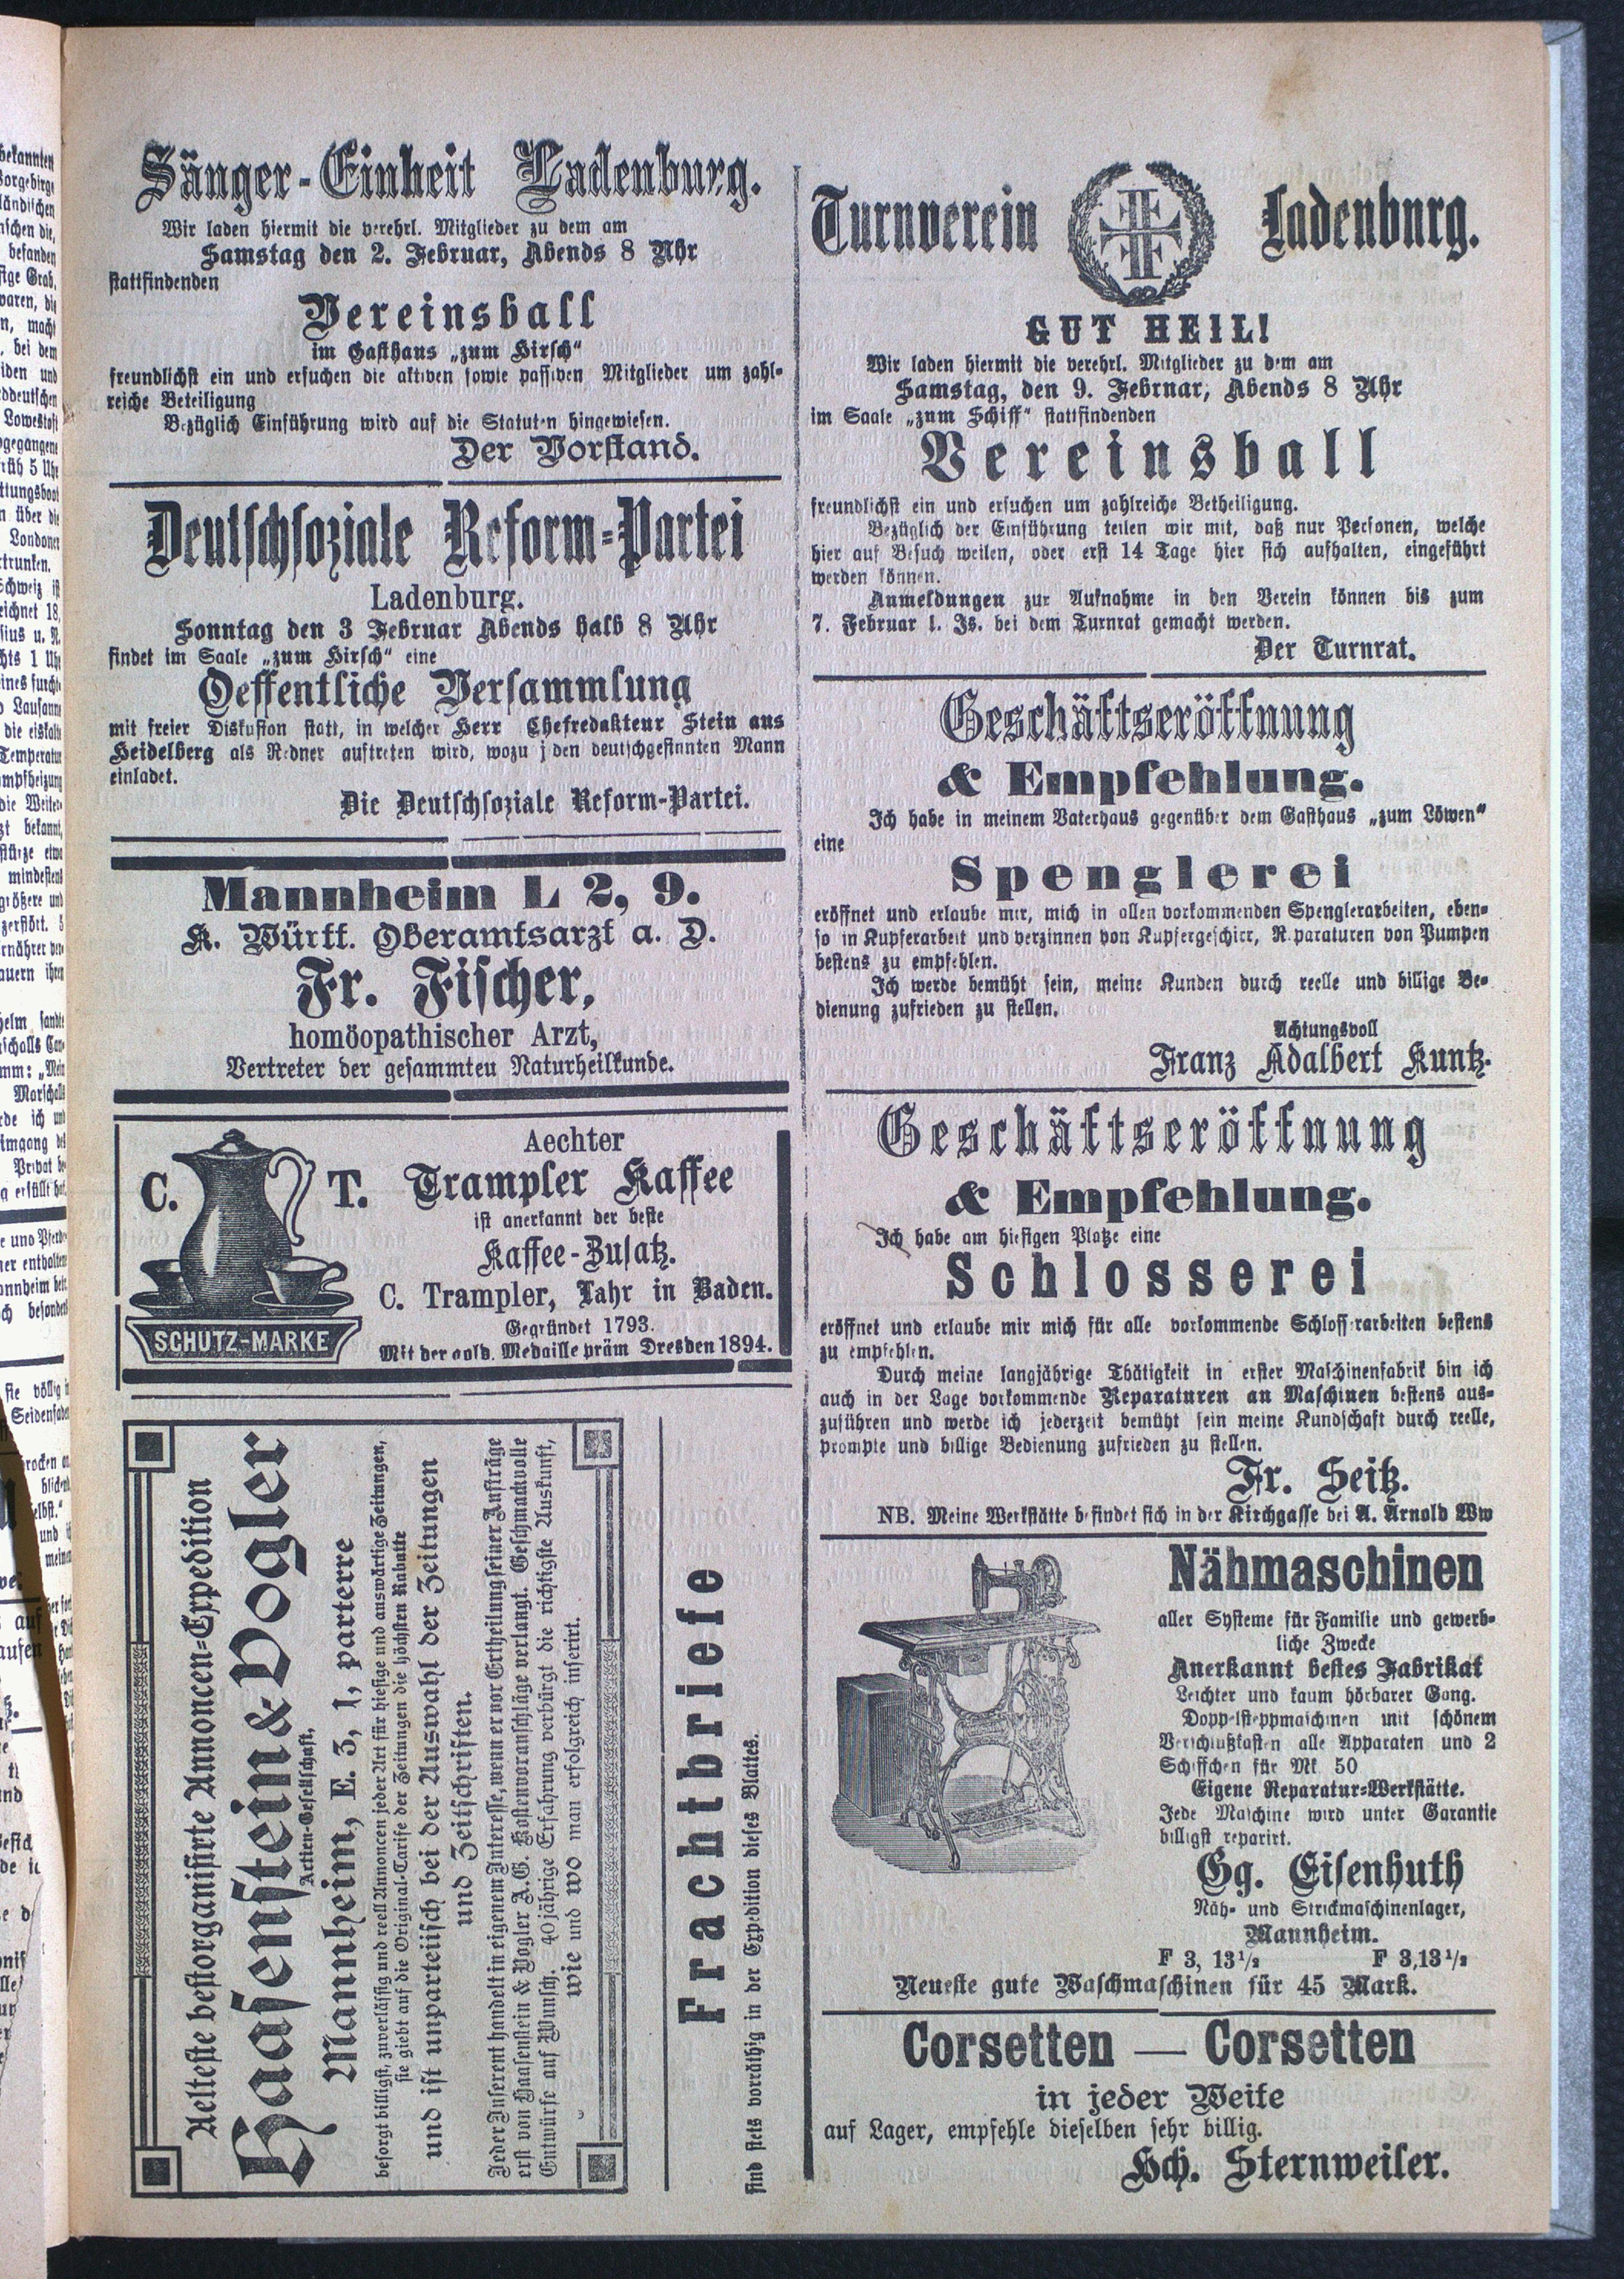 Sänger-Einheit Ladenburg.
Wir laden hiermit die verehrl. Mitglieder zu dem am
Samstag den 2. Februar, Abends 8 Uhr
stattfindenden
Vereinsball
im Gasthaus „zum Hirsch“
freundlichst ein und ersuchen die aktiven sowie passiven Mitglieder um zahl-
reiche Beteiligung
Bezüglich Einführung wird auf die Statuten hingewiesen.
Der Vorstand.
Deutschsoziale Reform-Partei
Ladenburg.
Sonntag den 3 Februar Abends halb 8 Uhr
findet im Saale „zum Hirsch“ eine
Oeffentliche Versammlung
mit freier Diskusion statt, in welcher Herr Chefredakteur Stein aus
Heidelberg als Redner auftreten wird, wozu jden deutschgesinnten Mann
einladet.
Die Deutschsoziale Reform-Partei.
Mannheim L 2, 9.
K. Württ. Oberamtsarzt a. D.
Fr. Fischer,
homöopathischer Arzt,
Vertreter der gesammten Naturheilkunde.
C. T.
SCHUTZ-MARKE
Aechter
Trampler Kaffee
ist anerkannt der beste
Kaffee-Zusatz.
C. Trampler, Lahr in Baden.
Gegründet 1793.
Mit der gold. Medaille präm Dresden 1894.
Aelteste bestorganisirte Annoncen-Expedition
Haasenstein & Vogler
Actien-Gesellschaft,
Mannheim, E. 3, 1, parterre
besorgt billigst, zuverlässig und reell Annoncen jeder Art für hiesige und auswärtige Zeitungen,
sie giebt auf die Original-Tarife der Zeitungen die höchsten Rabatte
und ist unparteiisch bei der Auswahl der Zeitungen
und Zeitschriften.
Jeder Inserent handelt in eigenem Interesse, wenn er vor Ertheilung seiner Aufträge
erst von Haasenstein & Vogler A.G. Kostenvoranschläge verlangt. Geschmackvolle
Entwürfe auf Wunsch. 40jährige Erfahrung verbürgt die richtigste Auskunft,
wie und wo man erfolgreich inserirt.
Frachtbriefe
sind stets vorräthig in der Expedition dieses Blattes.
Turnverein Ladenburg.
GUT HEIL!
Wir laden hiermit die verehrl. Mitglieder zu dem am
Samstag, den 9. Februar, Abends 8 Uhr
im Saale „zum Schiff“ stattfindenden
Vereinsball
freundlichst ein und ersuchen um zahlreiche Betheiligung.
Bezüglich der Einführung teilen wir mit, daß nur Personen, welche
hier auf Besuch weilen, oder erst 14 Tage hier sich aufhalten, eingeführt
werden können.
Anmeldungen zur Aufnahme in den Verein können bis zum
7. Februar l. Js. bei dem Turnrat gemacht werden.
Der Turnrat.
Geschäftseröffnung
& Empfehlung.
Ich habe in meinem Vaterhaus gegenüber dem Gasthaus „zum Löwen“
eine
Spenglerei
eröffnet und erlaube mir, mich in allen vorkommenden Spenglerarbeiten, eben-
so in Kupferarbeit und verzinnen von Kupfergeschirr, Reparaturen von Pumpen
bestens zu empfehlen.
Ich werde bemüht sein, meine Kunden durch reelle und billige Be-
dienung zufrieden zu stellen.
Achtungsvoll
Franz Adalbert Kuntz.
Geschäftseröffnung
& Empfehlung.
Ich habe am hiesigen Platze eine
Schlosserei
eröffnet und erlaube mir mich für alle vorkommende Schlosserarbeiten bestens
zu empfehlen.
Durch meine langjährige Thätigkeit in erster Maschinenfabrik bin ich
auch in der Lage vorkommende Reparaturen an Maschinen bestens aus-
zuführen und werde ich jederzeit bemüht sein meine Kundschaft durch reelle,
prompte und billige Bedienung zufrieden zu stellen.
Fr. Seitz.
NB. Meine Werkstätte befindet sich in der Kirchgasse bei A. Arnold Ww
Nähmaschinen
aller Systeme für Familie und gewerb-
liche Zwecke
Anerkannt bestes Fabrikat
Leichter und kaum hörbarer Gang.
Doppelsteppmaschinen mit schönem
Verschlußkasten alle Apparaten und 2
Schiffchen für Mk 50
Eigene Reparatur-Werkstätte.
Jede Maschine wird unter Garantie
billigst reparirt.
Gg. Eisenhuth
Näh- und Strickmaschinenlager,
Mannheim.
F 3, 13½ F 3,13½
Neueste gute Waschmaschinen für 45 Mark.
Corsetten — Corsetten
in jeder Weite
auf Lager, empfehle dieselben sehr billig.
Hch. Sternweiler.